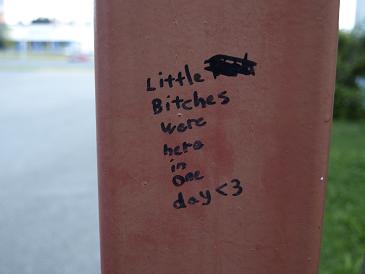 Little
Bitches
were
here
in
one
day <3